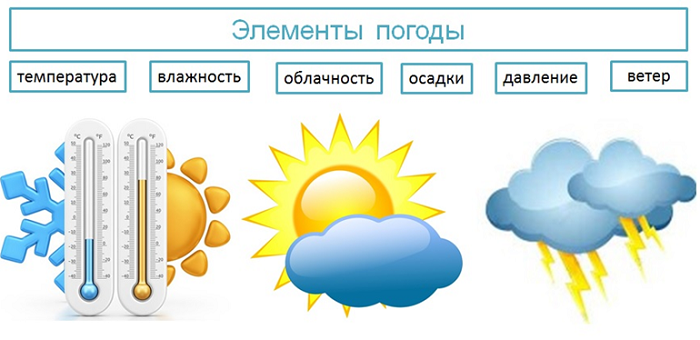 Элементы погоды
температура влажность облачность осадки давление ветер
°C °F °C °F